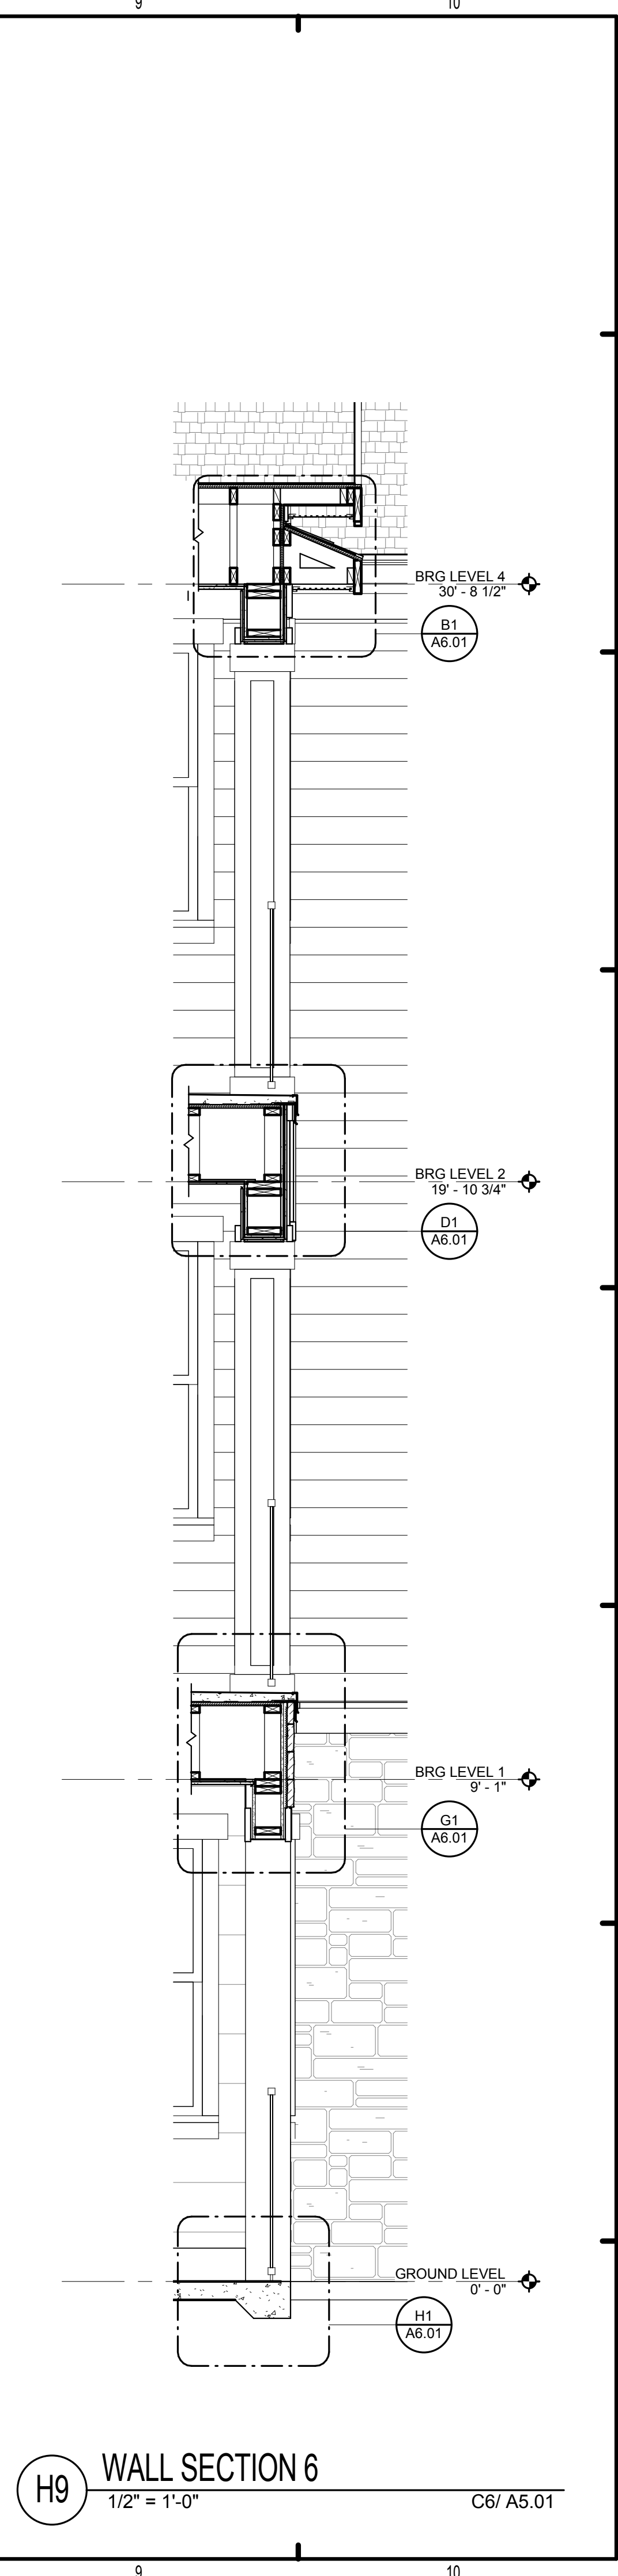 9 10
BRG LEVEL 4
30' - 8 1/2"
B1
A6.01
BRG LEVEL 2
19' - 10 3/4"
D1
A6.01
BRG LEVEL 1
9' - 1"
G1
A6.01
GROUND LEVEL
0' - 0"
H1
A6.01
H9
WALL SECTION 6
1/2" = 1'-0" C6/ A5.01
9 10